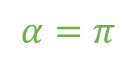 α = π